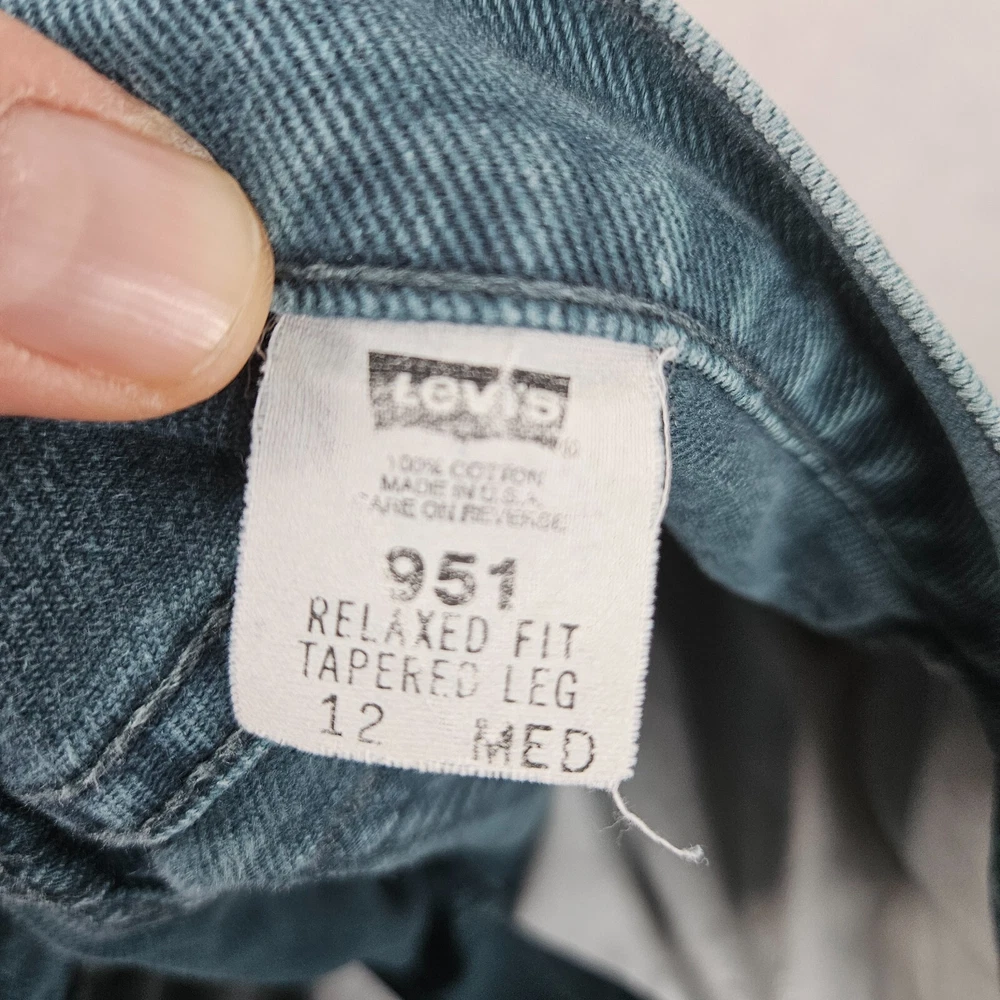 Levi's
100% COTTON
MADE IN U.S.A.
CARE ON REVERSE
951
RELAXED FIT
TAPERED LEG
12 MED